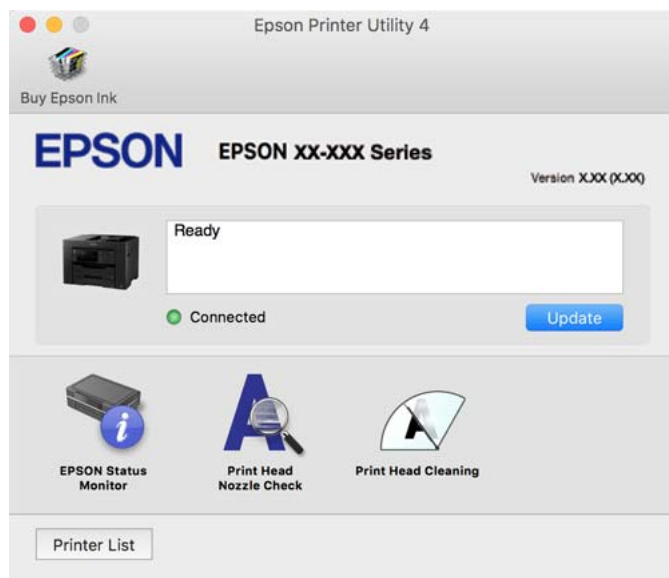 Epson Printer Utility 4
Buy Epson Ink
EPSON
EPSON XX-XXX Series
Version X.XX (X.XX)
Ready
Connected
Update
EPSON Status
Monitor
Print Head
Nozzle Check
Print Head Cleaning
Printer List